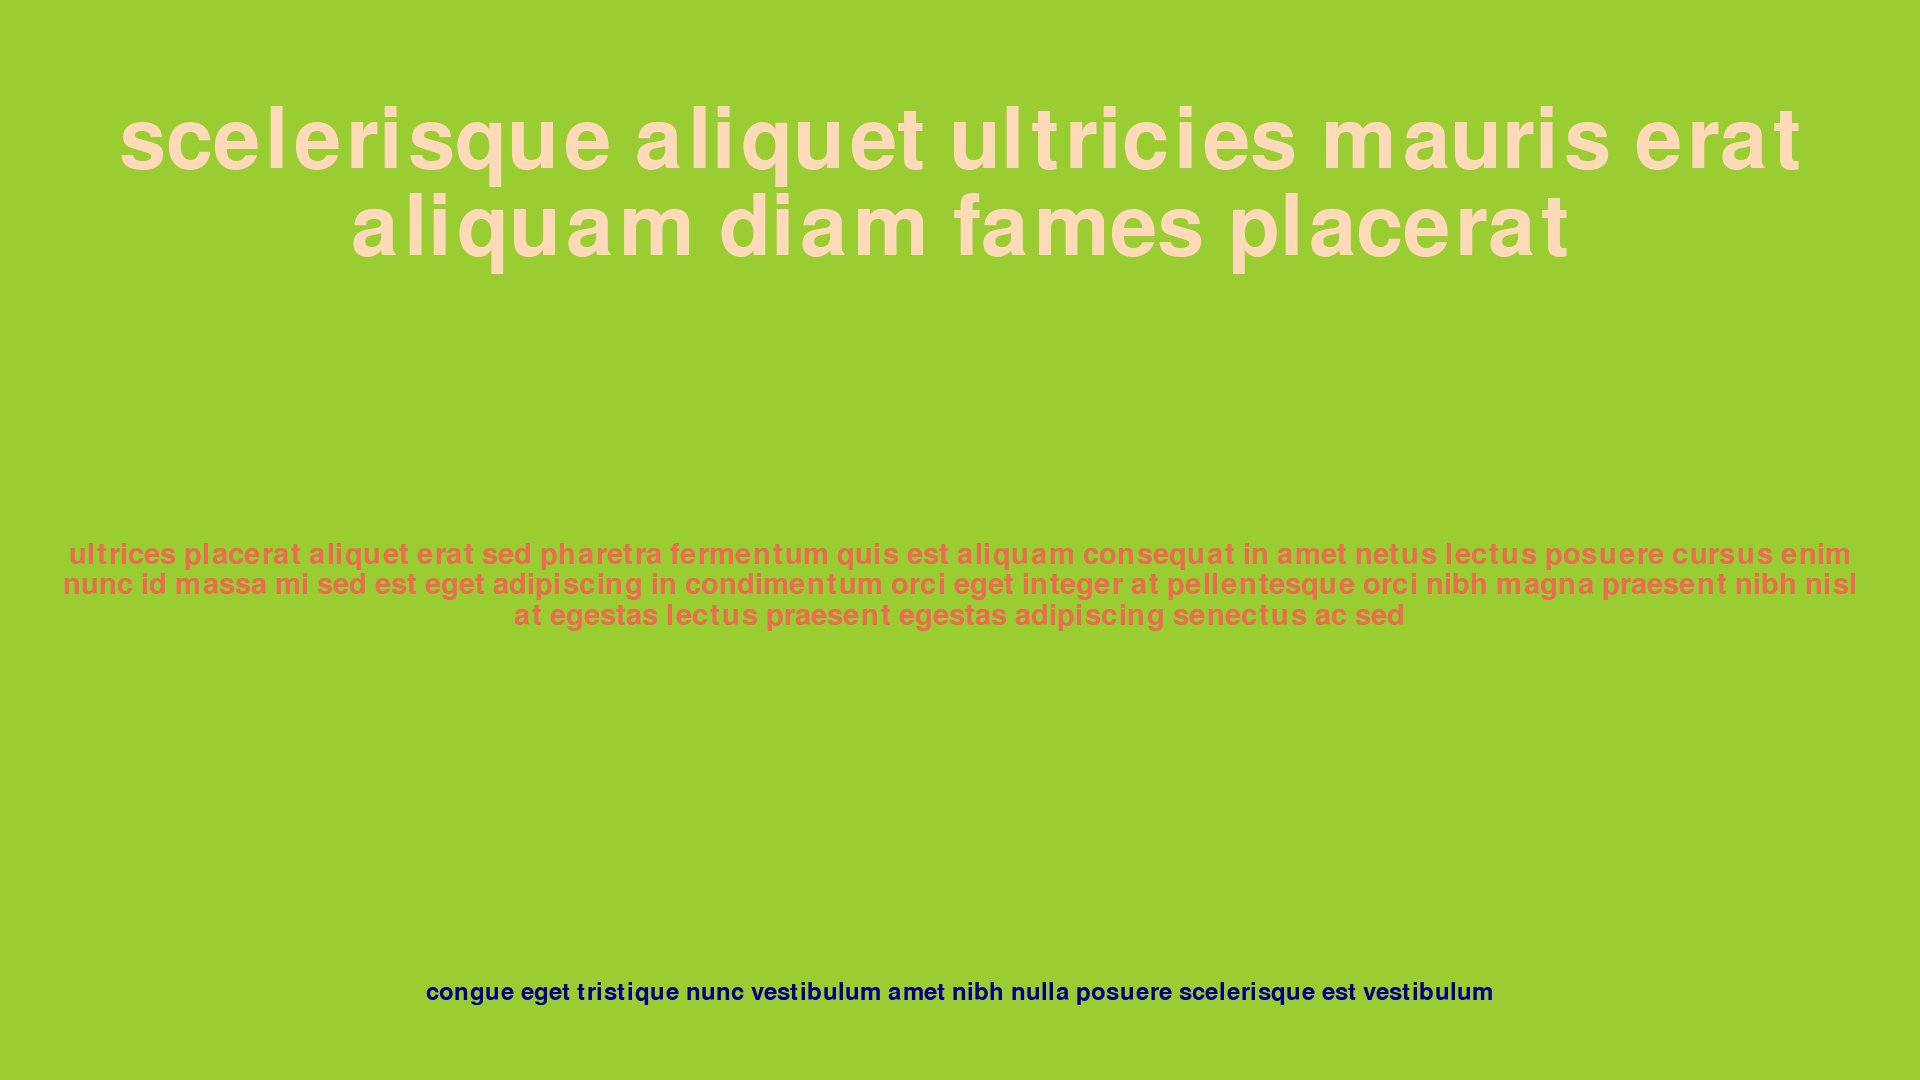 scelerisque aliquet ultricies mauris erat
aliquam diam fames placerat
ultrices placerat aliquet erat sed pharetra fermentum quis est aliquam consequat in amet netus lectus posuere cursus enim
nunc id massa mi sed est eget adipiscing in condimentum orci eget integer at pellentesque orci nibh magna praesent nibh nisl
at egestas lectus praesent egestas adipiscing senectus ac sed
congue eget tristique nunc vestibulum amet nibh nulla posuere scelerisque est vestibulum